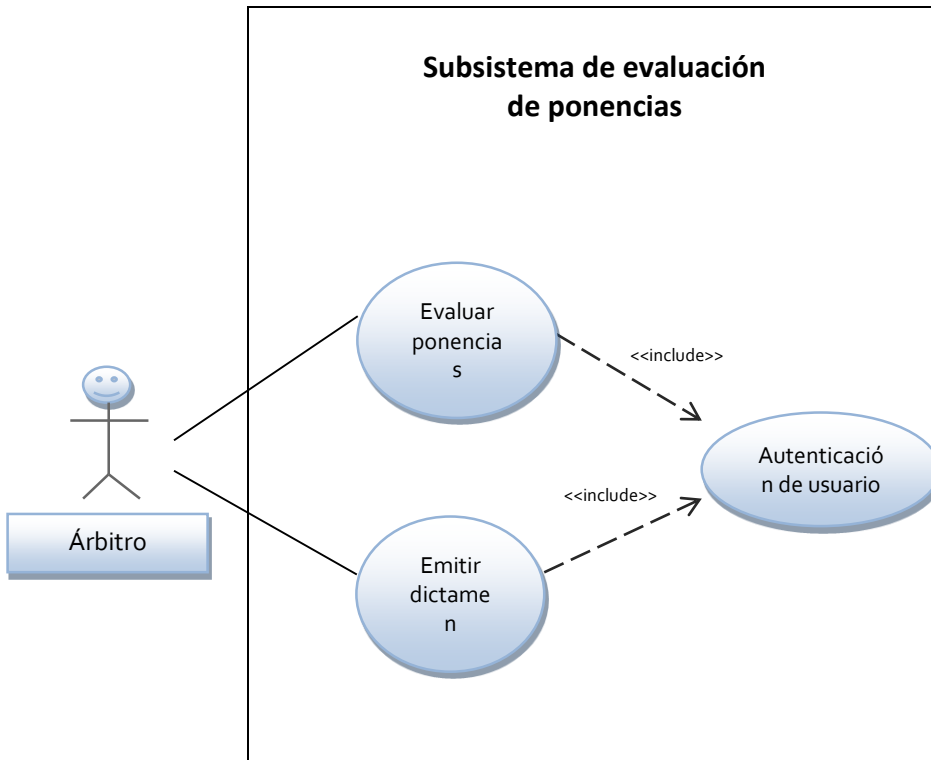 Subsistema de evaluación
de ponencias
Evaluar
ponencia
s
<<include>>
Autenticació
n de usuario
<<include>>
Árbitro
Emitir
dictame
n